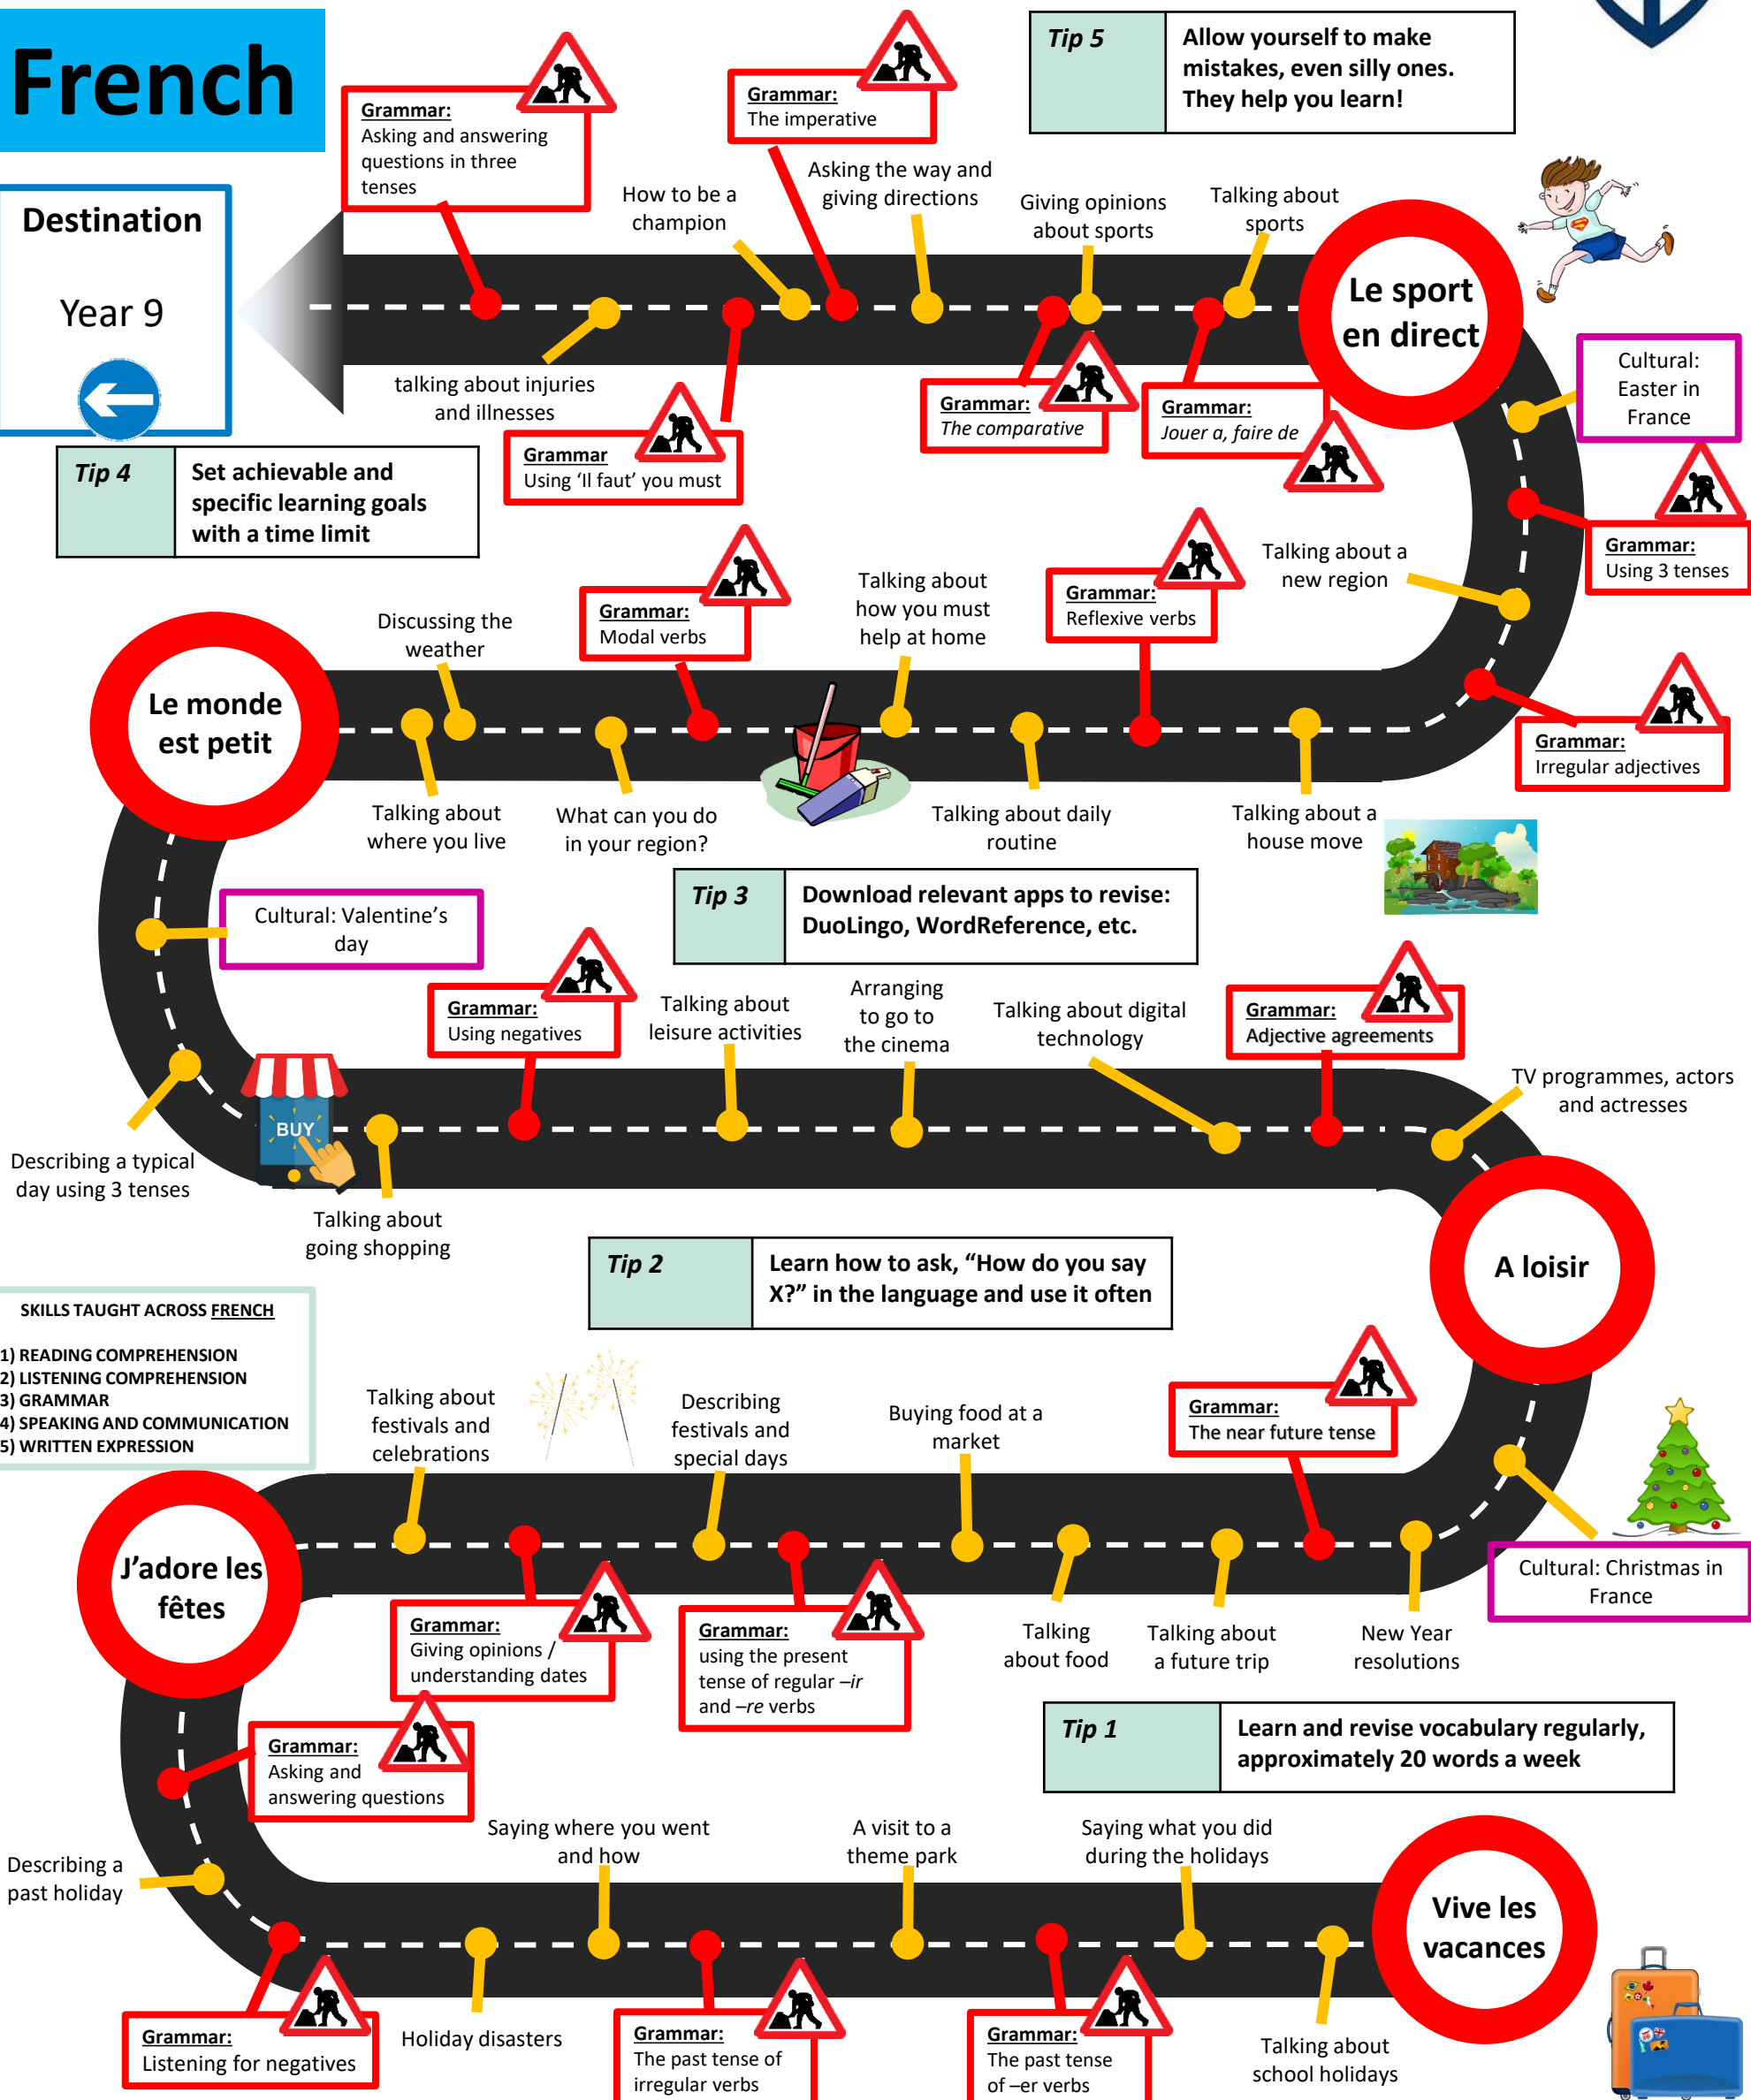 French
Tip 5
Allow yourself to make
mistakes, even silly ones.
They help you learn!
Grammar:
Asking and answering
questions in three
tenses
Grammar:
The imperative
Destination
Year 9
How to be a
champion
Asking the way and
giving directions
Giving opinions
about sports
Talking about
sports
Le sport
en direct
talking about injuries
and illnesses
Grammar
Using ‘Il faut’ you must
Grammar:
The comparative
Grammar:
Jouer a, faire de
Cultural:
Easter in
France
Tip 4
Set achievable and
specific learning goals
with a time limit
Grammar:
Using 3 tenses
Talking about a
new region
Grammar:
Irregular adjectives
Discussing the
weather
Grammar:
Modal verbs
Talking about
how you must
help at home
Grammar:
Reflexive verbs
Le monde
est petit
Talking about
where you live
What can you do
in your region?
Talking about daily
routine
Talking about a
house move
Tip 3
Download relevant apps to revise:
DuoLingo, WordReference, etc.
Cultural: Valentine’s
day
Grammar:
Using negatives
Talking about
leisure activities
Arranging
to go to
the cinema
Talking about digital
technology
Grammar:
Adjective agreements
TV programmes, actors
and actresses
BUY
Describing a typical
day using 3 tenses
Talking about
going shopping
A loisir
Tip 2
Learn how to ask, “How do you say
X?” in the language and use it often
SKILLS TAUGHT ACROSS FRENCH
1) READING COMPREHENSION
2) LISTENING COMPREHENSION
3) GRAMMAR
4) SPEAKING AND COMMUNICATION
5) WRITTEN EXPRESSION
Talking about
festivals and
celebrations
Describing
festivals and
special days
Buying food at a
market
Grammar:
The near future tense
J’adore les
fêtes
Cultural: Christmas in
France
Grammar:
Giving opinions /
understanding dates
Grammar:
using the present
tense of regular –ir
and –re verbs
Talking
about food
Talking about
a future trip
New Year
resolutions
Tip 1
Learn and revise vocabulary regularly,
approximately 20 words a week
Grammar:
Asking and
answering questions
Describing a
past holiday
Saying where you went
and how
A visit to a
theme park
Saying what you did
during the holidays
Vive les
vacances
Grammar:
Listening for negatives
Holiday disasters
Grammar:
The past tense of
irregular verbs
Grammar:
The past tense
of –er verbs
Talking about
school holidays